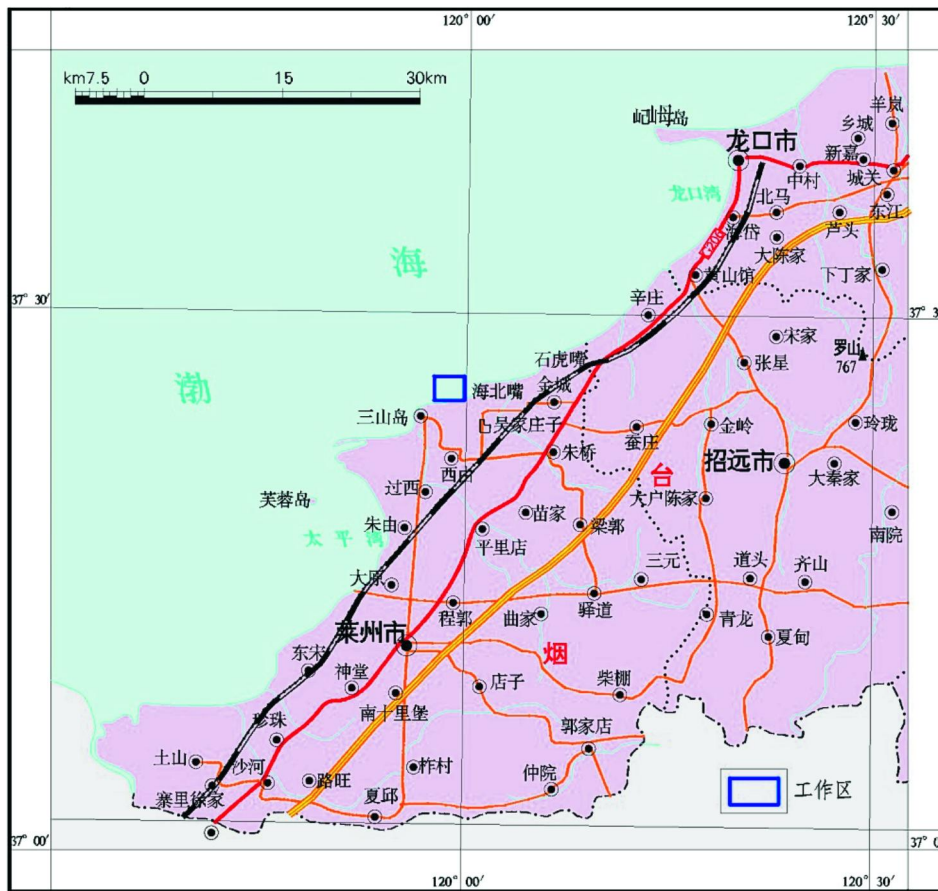 120° 00′
120° 30′
km7.5 0 15 30km
屺㟂岛
羊岚
乡城
龙口市
新嘉
中村
城关
龙口湾
北马
海岱
芦头
东江
G206
大陈家
黄山馆
下丁家
海
37° 30′
37° 30′
辛庄
宋家
石虎嘴
张星
罗山
767
渤
海北嘴
金城
三山岛
吴家庄子
蚕庄
金岭
玲珑
朱桥
西由
台
招远市
大秦家
过西
大户陈家
芙蓉岛
苗家
朱由
太平湾
平里店
梁郭
南院
大原
三元
道头
齐山
程郭
曲家
驿道
青龙
莱州市
夏甸
东宋
烟
神堂
店子
柴棚
南十里堡
珍珠
郭家店
土山
沙河
路旺
柞村
仲院
寨里徐家
夏邱
工作区
37° 00′
37° 0
120° 00′
120° 30′